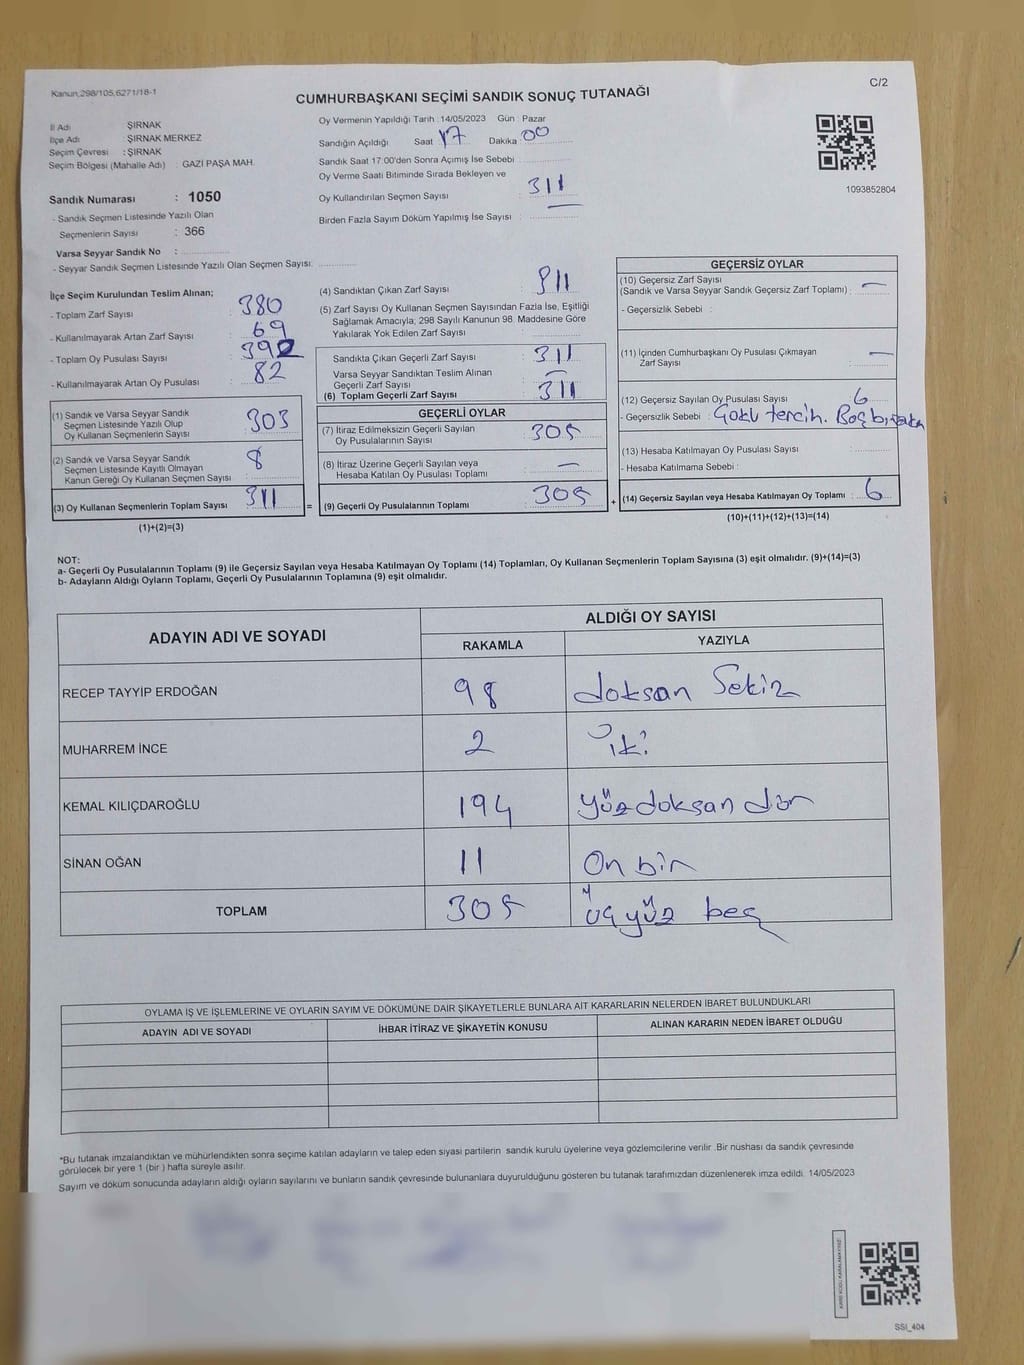 Kanun,298/105,6271/18-1
C/2
CUMHURBAŞKANI SEÇİMİ SANDIK SONUÇ TUTANAĞI
İl Adı ŞIRNAK
İlçe Adı : ŞIRNAK MERKEZ
Seçim Çevresi : ŞIRNAK
Seçim Bölgesi (Mahalle Adı) : GAZİ PAŞA MAH.
Oy Vermenin Yapıldığı Tarih :14/05/2023 Gün : Pazar
Sandığın Açıldığı Saat 17 Dakika 00
Sandık Saat 17:00'den Sonra Açımış İse Sebebi :
Oy Verme Saati Bitiminde Sırada Bekleyen ve
Oy Kullandırılan Seçmen Sayısı : 311
Birden Fazla Sayım Döküm Yapılmış İse Sayısı :
1093852804
Sandık Numarası : 1050
- Sandık Seçmen Listesinde Yazılı Olan
Seçmenlerin Sayısı : 366
Varsa Seyyar Sandık No :
- Seyyar Sandık Seçmen Listesinde Yazılı Olan Seçmen Sayısı:
İlçe Seçim Kurulundan Teslim Alınan;
- Toplam Zarf Sayısı : 380
- Kullanılmayarak Artan Zarf Sayısı : 69
- Toplam Oy Pusulası Sayısı : 392
- Kullanılmayarak Artan Oy Pusulası : 82
(1) Sandık ve Varsa Seyyar Sandık
Seçmen Listesinde Yazılı Olup
Oy Kullanan Seçmenlerin Sayısı : 303
(2) Sandık ve Varsa Seyyar Sandık
Seçmen Listesinde Kayıtlı Olmayan
Kanun Gereği Oy Kullanan Seçmen Sayısı : 8
(3) Oy Kullanan Seçmenlerin Toplam Sayısı : 311
(1)+(2)=(3)
(4) Sandıktan Çıkan Zarf Sayısı : 311
(5) Zarf Sayısı Oy Kullanan Seçmen Sayısından Fazla İse, Eşitliği
Sağlamak Amacıyla; 298 Sayılı Kanunun 98. Maddesine Göre
Yakılarak Yok Edilen Zarf Sayısı
Sandıkta Çıkan Geçerli Zarf Sayısı : 311
Varsa Seyyar Sandıktan Teslim Alınan
Geçerli Zarf Sayısı : —
(6) Toplam Geçerli Zarf Sayısı : 311
GEÇERLİ OYLAR
(7) İtiraz Edilmeksizin Geçerli Sayılan
Oy Pusulalarının Sayısı : 305
(8) İtiraz Üzerine Geçerli Sayılan veya
Hesaba Katılan Oy Pusulası Toplamı : —
= (9) Geçerli Oy Pusulalarının Toplamı : 305 +
GEÇERSİZ OYLAR
(10) Geçersiz Zarf Sayısı
(Sandık ve Varsa Seyyar Sandık Geçersiz Zarf Toplamı) : —
- Geçersizlik Sebebi :
(11) İçinden Cumhurbaşkanı Oy Pusulası Çıkmayan
Zarf Sayısı : —
(12) Geçersiz Sayılan Oy Pusulası Sayısı : 6
- Geçersizlik Sebebi : Çoklu tercih. Boş
(13) Hesaba Katılmayan Oy Pusulası Sayısı :
- Hesaba Katılmama Sebebi :
(14) Geçersiz Sayılan veya Hesaba Katılmayan Oy Toplamı : 6
(10)+(11)+(12)+(13)=(14)
NOT:
a- Geçerli Oy Pusulalarının Toplamı (9) ile Geçersiz Sayılan veya Hesaba Katılmayan Oy Toplamı (14) Toplamları, Oy Kullanan Seçmenlerin Toplam Sayısına (3) eşit olmalıdır. (9)+(14)=(3)
b- Adayların Aldığı Oyların Toplamı, Geçerli Oy Pusulalarının Toplamına (9) eşit olmalıdır.
ADAYIN ADI VE SOYADI ALDIĞI OY SAYISI
RAKAMLA YAZIYLA
RECEP TAYYİP ERDOĞAN 98 doksan Sekiz
MUHARREM İNCE 2 iki
KEMAL KILIÇDAROĞLU 194 yüz doksan dör
SİNAN OĞAN 11 On bir
TOPLAM 305 üçyüz beş
OYLAMA İŞ VE İŞLEMLERİNE VE OYLARIN SAYIM VE DÖKÜMÜNE DAİR ŞİKAYETLERLE BUNLARA AİT KARARLARIN NELERDEN İBARET BULUNDUKLARI
ADAYIN ADI VE SOYADI İHBAR İTİRAZ VE ŞİKAYETİN KONUSU ALINAN KARARIN NEDEN İBARET OLDUĞU
*Bu tutanak imzalandıktan ve mühürlendikten sonra seçime katılan adayların ve talep eden siyasi partilerin sandık kurulu üyelerine veya gözlemcilerine verilir .Bir nüshası da sandık çevresinde
görülecek bir yere 1 (bir ) hafta süreyle asılır.
Sayım ve döküm sonucunda adayların aldığı oyların sayılarını ve bunların sandık çevresinde bulunanlara duyurulduğunu gösteren bu tutanak tarafımızdan düzenlenerek imza edildi. 14/05/2023
SSI_404